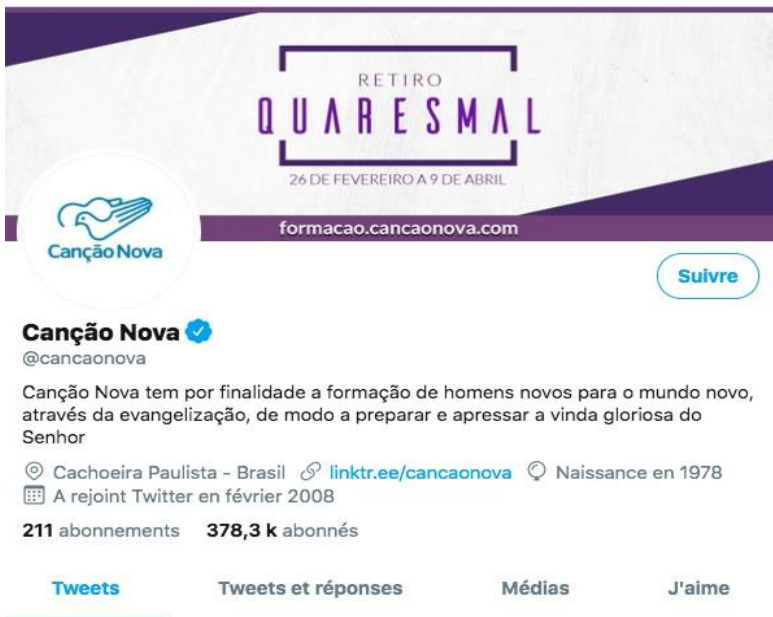 RETIRO
QUARESMAL
26 DE FEVEREIRO A 9 DE ABRIL
formacao.cancaonova.com
Canção Nova
Suivre
Canção Nova
@cancaonova
Canção Nova tem por finalidade a formação de homens novos para o mundo novo,
através da evangelização, de modo a preparar e apressar a vinda gloriosa do
Senhor
Cachoeira Paulista - Brasil linktr.ee/cancaonova Naissance en 1978
A rejoint Twitter en février 2008
211 abonnements 378,3 k abonnés
Tweets Tweets et réponses Médias J'aime